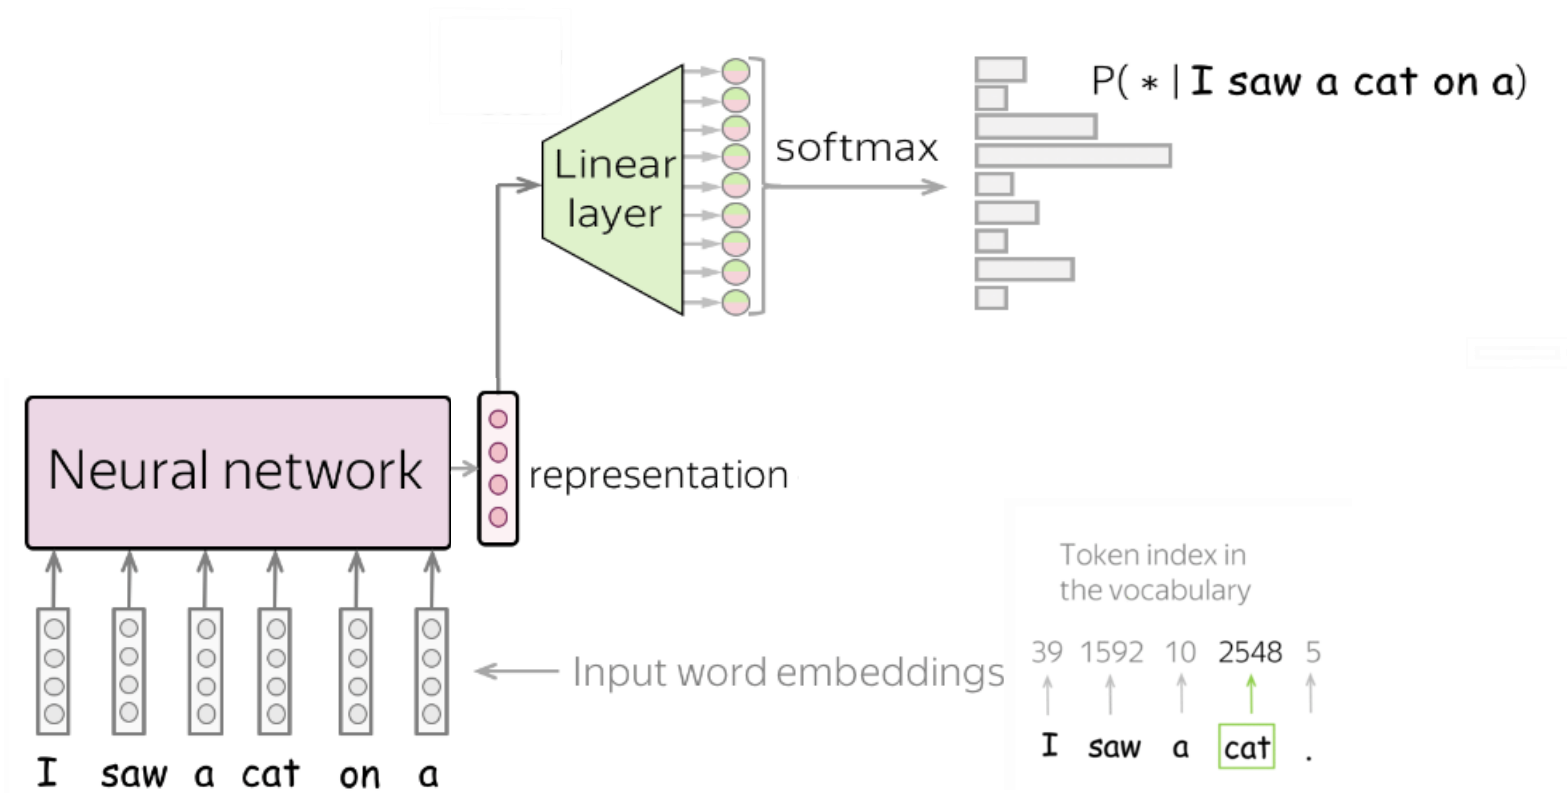 P( * | I saw a cat on a)
softmax
Linear
layer
Neural network
representation
Input word embeddings
I saw a cat on a
Token index in
the vocabulary
39 1592 10 2548 5
I saw a cat .